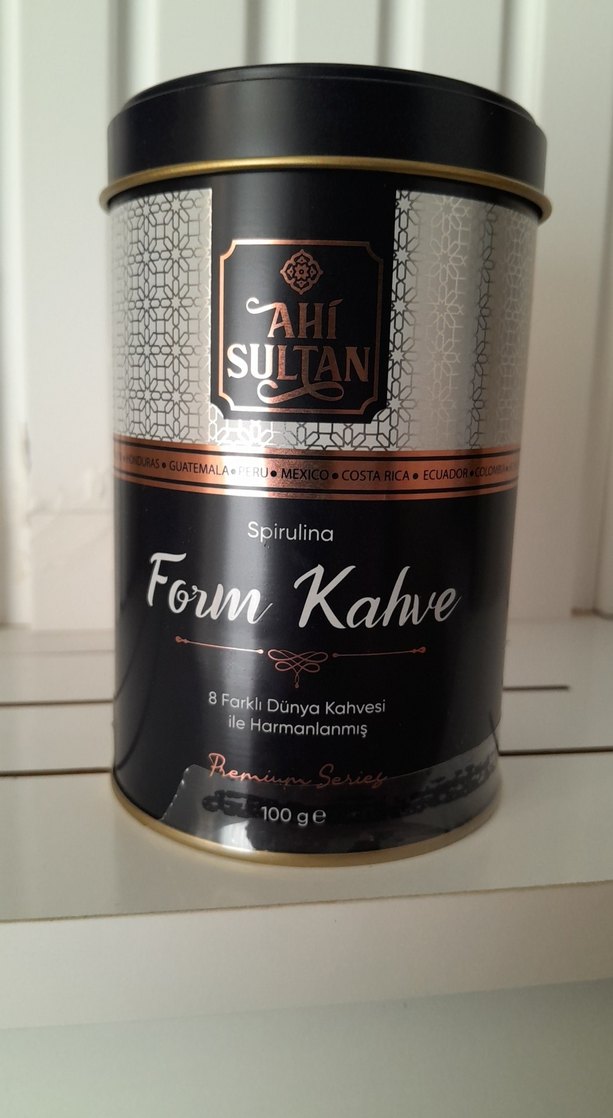 AHİ
SULTAN
HONDURAS • GUATEMALA • PERU • MEXICO • COSTA RICA • ECUADOR • COLOMBIA
Spirulina
Form Kahve
8 Farklı Dünya Kahvesi
ile Harmanlanmış
Premium Series
100 g ℮